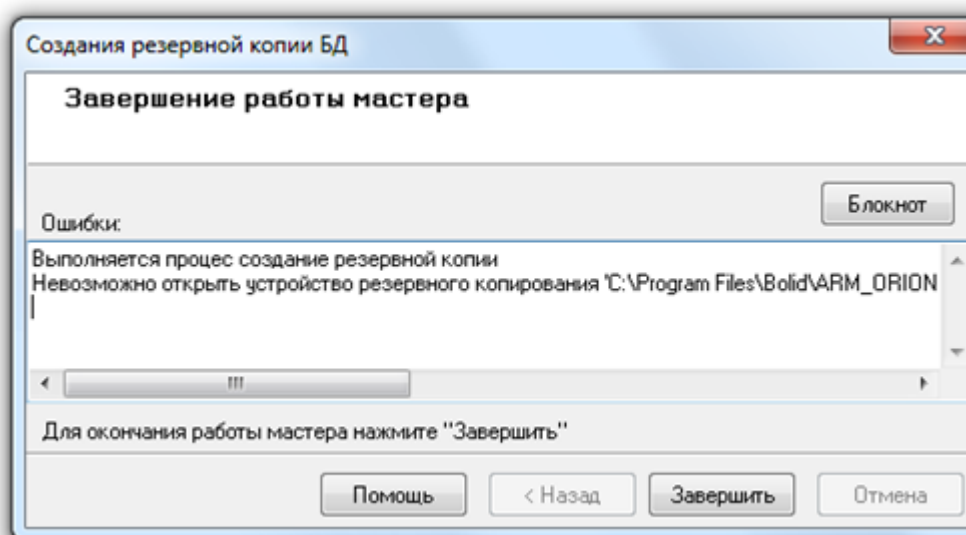 Создания резервной копии БД
Завершение работы мастера
Блокнот
Ошибки:
Выполняется процес создание резервной копии
Невозможно открыть устройство резервного копирования 'C:\Program Files\Bolid\ARM_ORION
Для окончания работы мастера нажмите "Завершить"
Помощь < Назад Завершить Отмена